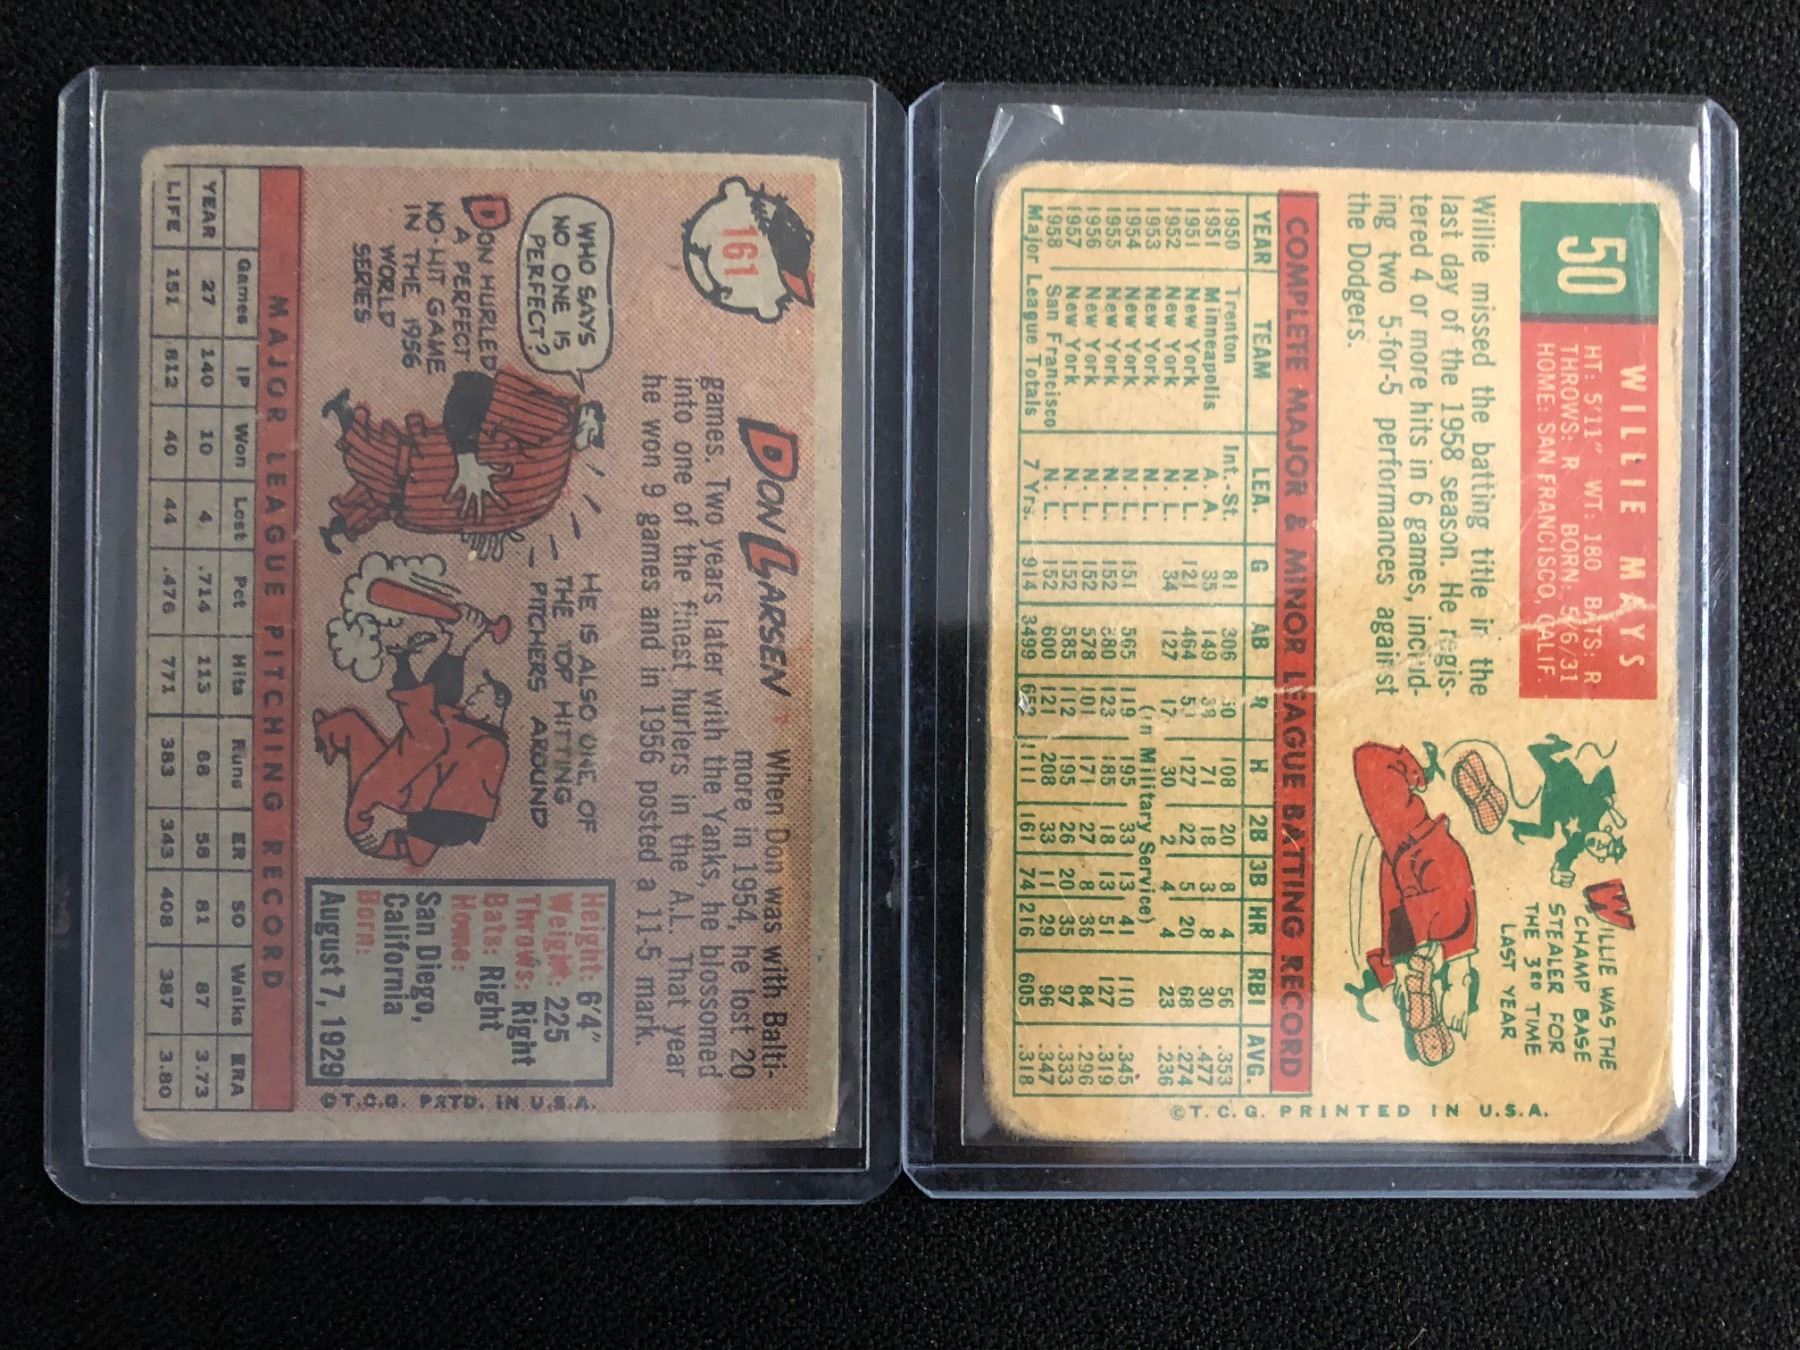 161
DON LARSEN
When Don was with Balti-
more in 1954, he lost 20
games. Two years later with the Yanks, he blossomed
into one of the finest hurlers in the A.L. That year
he won 9 games and in 1956 posted a 11-5 mark.
WHO SAYS
NO ONE IS
PERFECT?
DON HURLED
A PERFECT
NO-HIT GAME
IN THE 1956
WORLD
SERIES
HE IS ALSO ONE OF
THE TOP HITTING
PITCHERS AROUND
Height: 6'4"
Weight: 225
Throws: Right
Bats: Right
Home:
San Diego,
California
Born:
August 7, 1929
©T.C.G. PRTD. IN U.S.A.
MAJOR LEAGUE PITCHING RECORD
Games IP Won Lost Pct Hits Runs ER SO Walks ERA
YEAR 27 140 10 4 .714 113 68 58 81 87 3.73
LIFE 151 812 40 44 .476 771 383 343 408 387 3.80
50
WILLIE MAYS
HT: 5'11" WT: 180 BATS: R
THROWS: R BORN: 5/6/31
HOME: SAN FRANCISCO, CALIF.
Willie missed the batting title in the
last day of the 1958 season. He regis-
tered 4 or more hits in 6 games, includ-
ing two 5-for-5 performances against
the Dodgers.
WILLIE WAS THE
CHAMP BASE
STEALER FOR
THE 3RD TIME
LAST YEAR
COMPLETE MAJOR & MINOR LEAGUE BATTING RECORD
YEAR TEAM LEA. G AB R H 2B 3B HR RBI AVG.
1950 Trenton Int.-St. 81 306 50 108 20 8 4 56 .353
1951 Minneapolis A. A. 35 149 38 71 18 3 8 30 .477
1951 New York N. L. 121 464 59 127 22 5 20 68 .274
1952 New York N. L. 34 127 17 30 2 4 4 23 .236
1953 New York N. L. (in Military Service)
1954 New York N. L. 151 565 119 195 33 13 41 110 .345
1955 New York N. L. 152 580 123 185 18 13 51 127 .319
1956 New York N. L. 152 578 101 171 27 8 36 84 .296
1957 New York N. L. 152 585 112 195 26 20 35 97 .333
1958 San Francisco N. L. 152 600 121 208 33 11 29 96 .347
Major League Totals 7 Yrs. 914 3499 652 1111 161 74 216 605 .318
©T.C.G. PRINTED IN U.S.A.